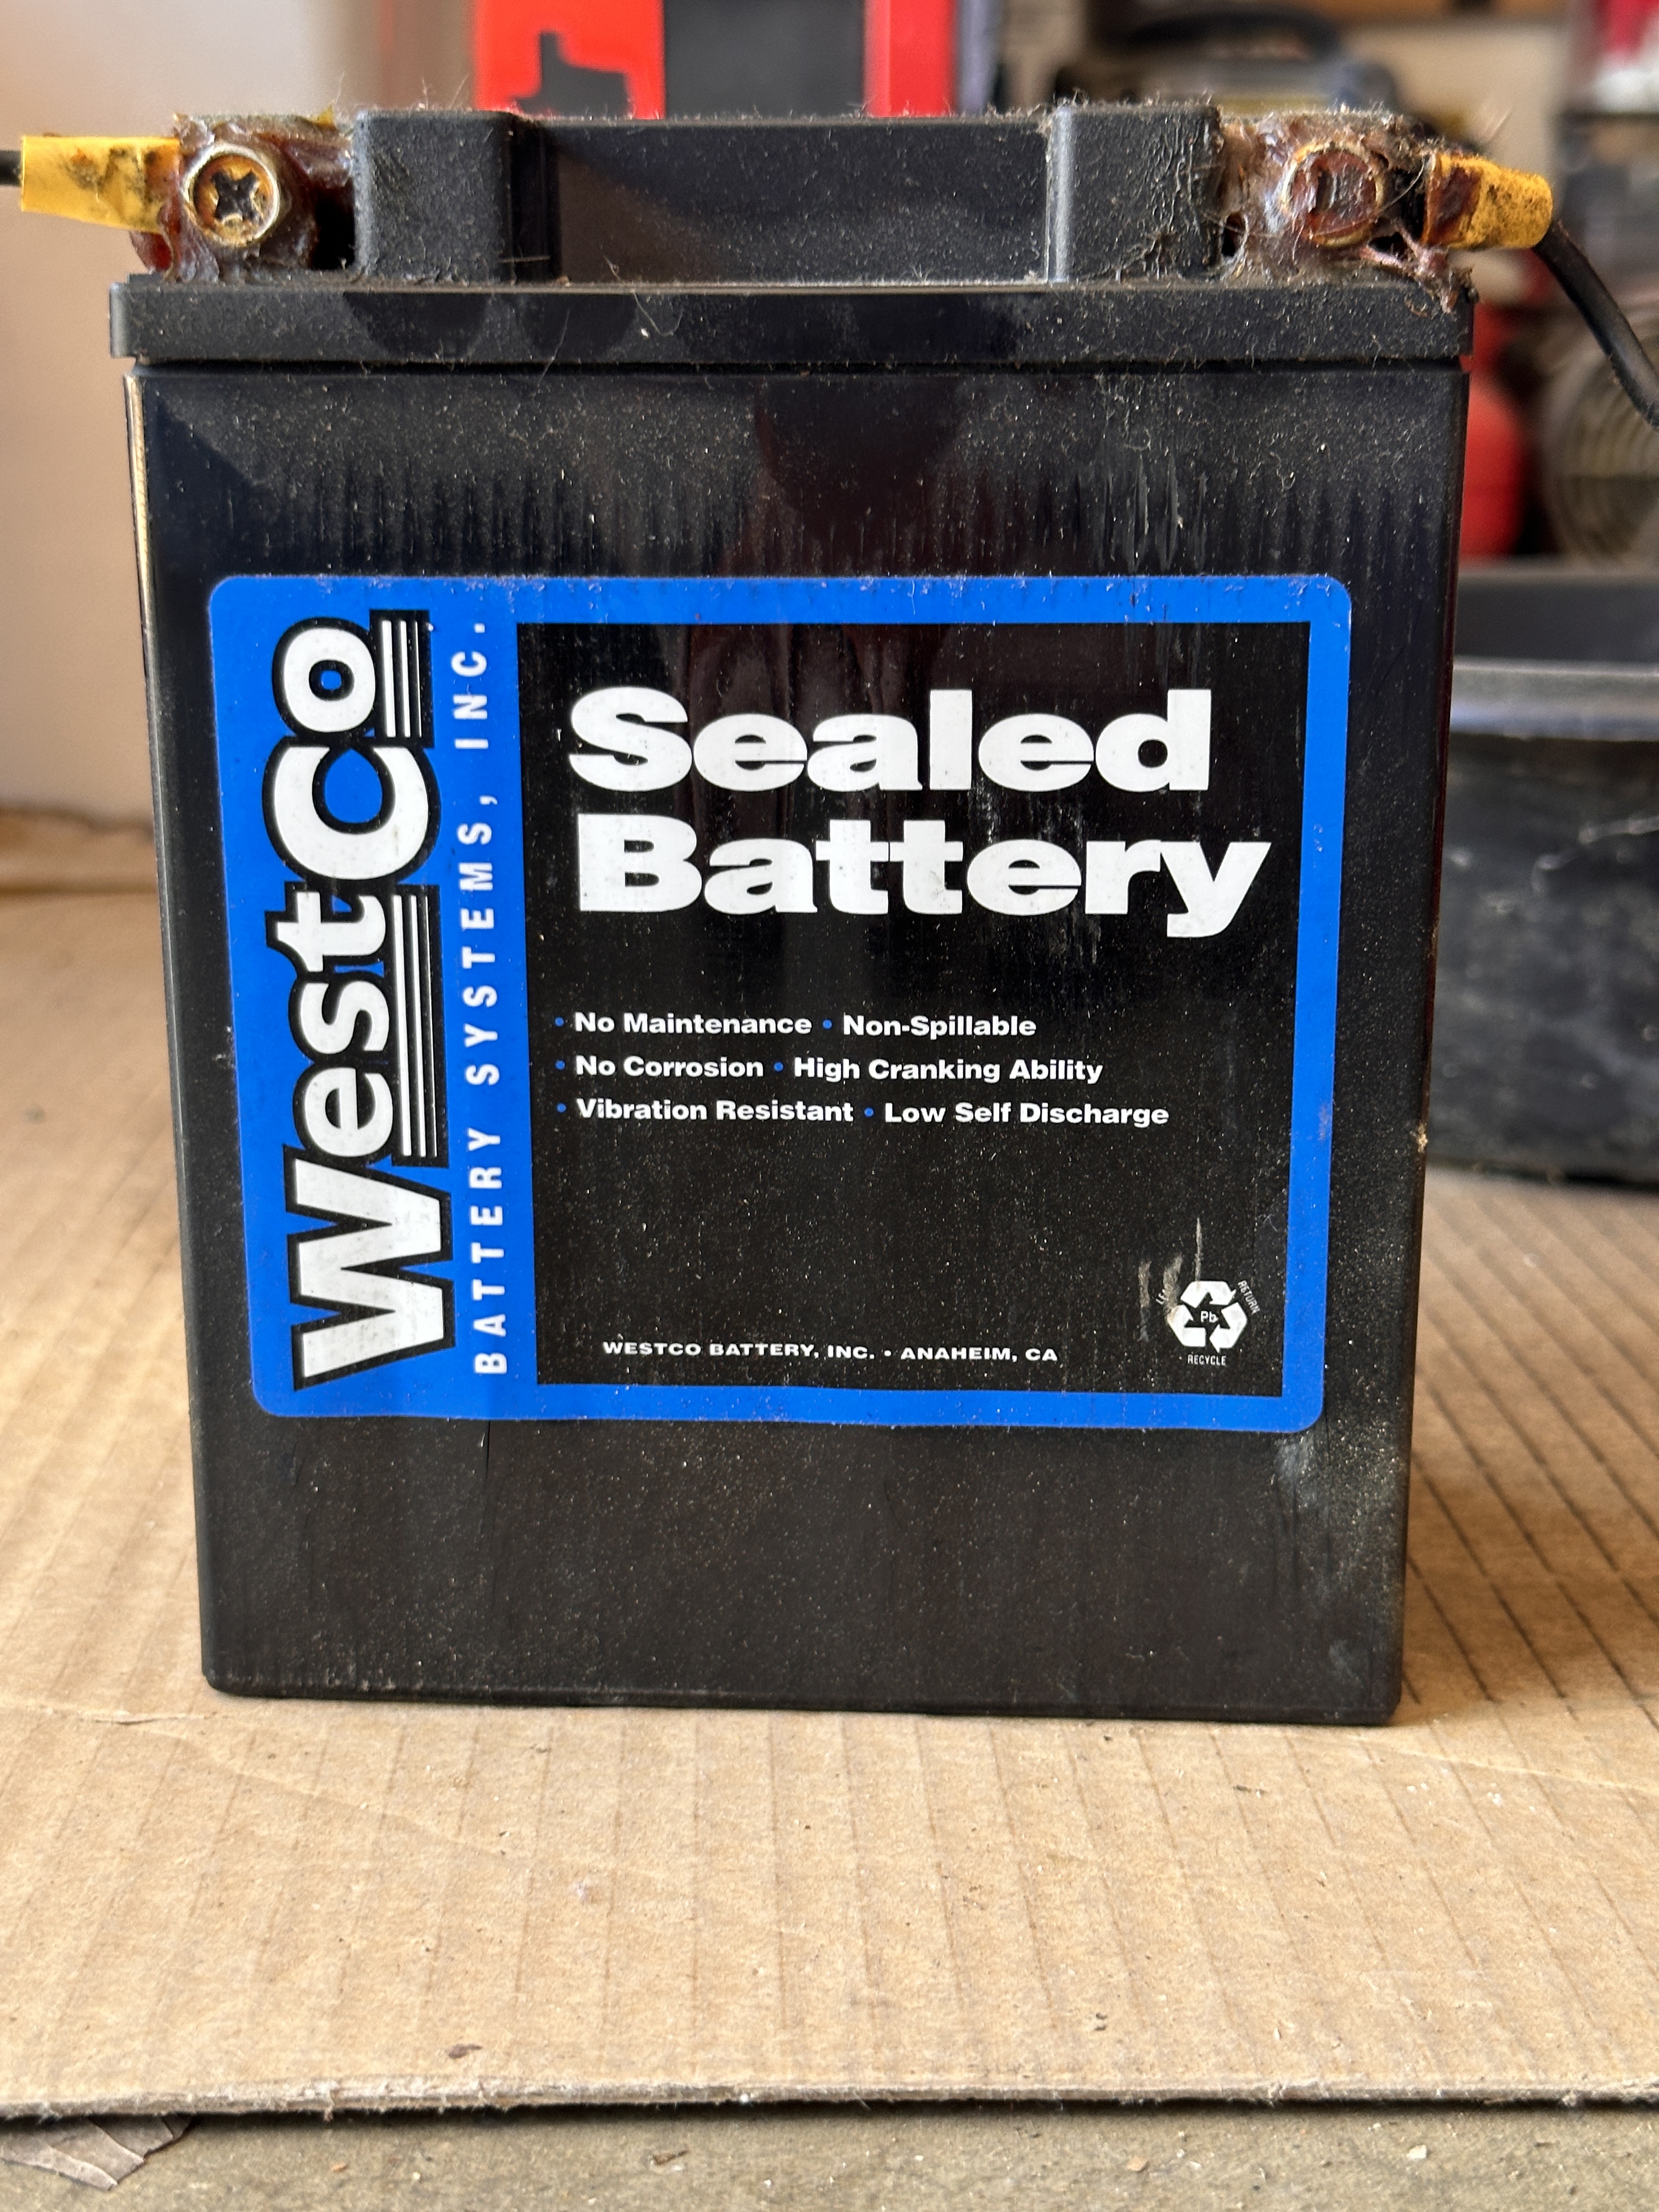 WestCo
BATTERY SYSTEMS, INC.
Sealed
Battery
• No Maintenance • Non-Spillable
• No Corrosion • High Cranking Ability
• Vibration Resistant • Low Self Discharge
WESTCO BATTERY, INC. • ANAHEIM, CA
RETURN
Pb
RECYCLE